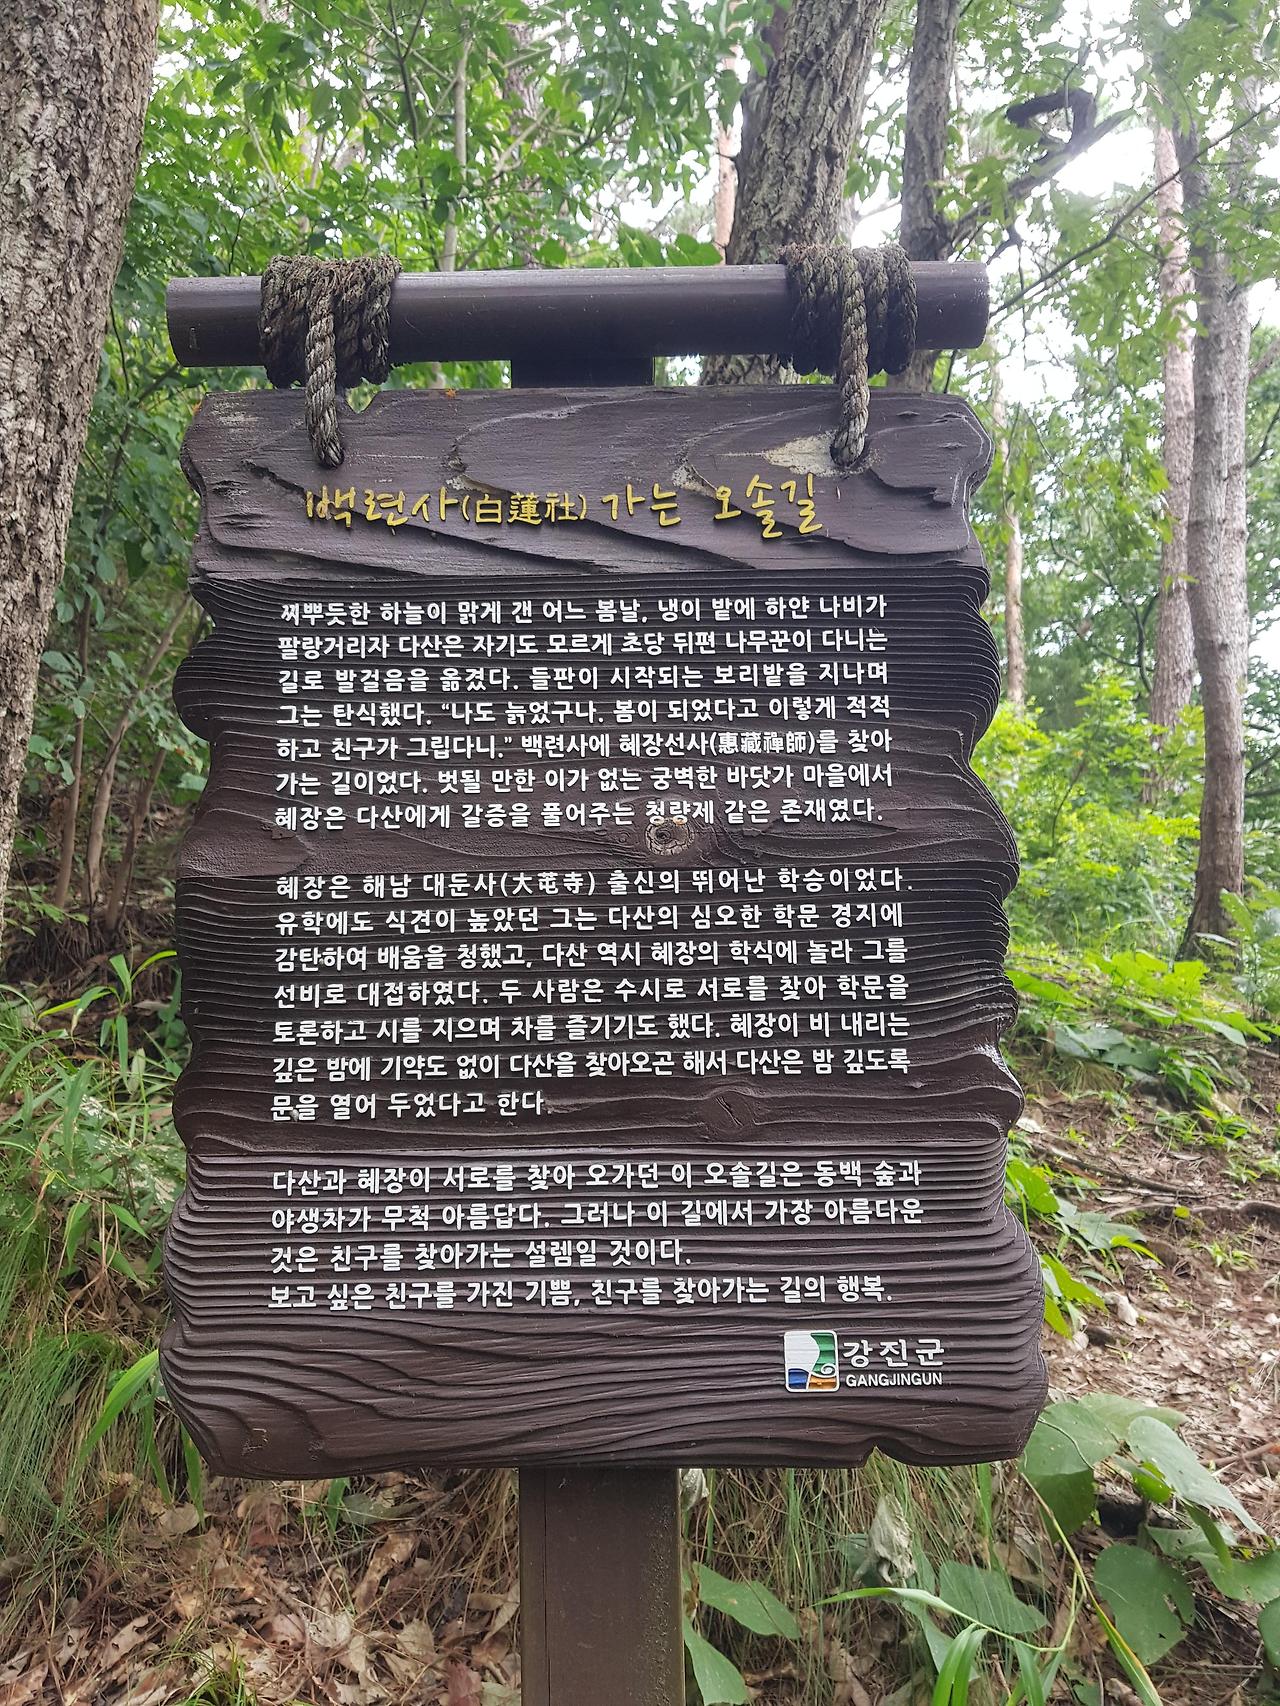 백련사(白蓮社) 가는 오솔길
찌뿌듯한 하늘이 맑게 갠 어느 봄날, 냉이 밭에 하얀 나비가
팔랑거리자 다산은 자기도 모르게 초당 뒤편 나무꾼이 다니는
길로 발걸음을 옮겼다. 들판이 시작되는 보리밭을 지나며
그는 탄식했다. “나도 늙었구나. 봄이 되었다고 이렇게 적적
하고 친구가 그립다니.” 백련사에 혜장선사(惠藏禪師)를 찾아
가는 길이었다. 벗될 만한 이가 없는 궁벽한 바닷가 마을에서
혜장은 다산에게 갈증을 풀어주는 청량제 같은 존재였다.
혜장은 해남 대둔사(大芚寺) 출신의 뛰어난 학승이었다.
유학에도 식견이 높았던 그는 다산의 심오한 학문 경지에
감탄하여 배움을 청했고, 다산 역시 혜장의 학식에 놀라 그를
선비로 대접하였다. 두 사람은 수시로 서로를 찾아 학문을
토론하고 시를 지으며 차를 즐기기도 했다. 혜장이 비 내리는
깊은 밤에 기약도 없이 다산을 찾아오곤 해서 다산은 밤 깊도록
문을 열어 두었다고 한다.
다산과 혜장이 서로를 찾아 오가던 이 오솔길은 동백 숲과
야생차가 무척 아름답다. 그러나 이 길에서 가장 아름다운
것은 친구를 찾아가는 설렘일 것이다.
보고 싶은 친구를 가진 기쁨, 친구를 찾아가는 길의 행복.
강진군
GANGJINGUN